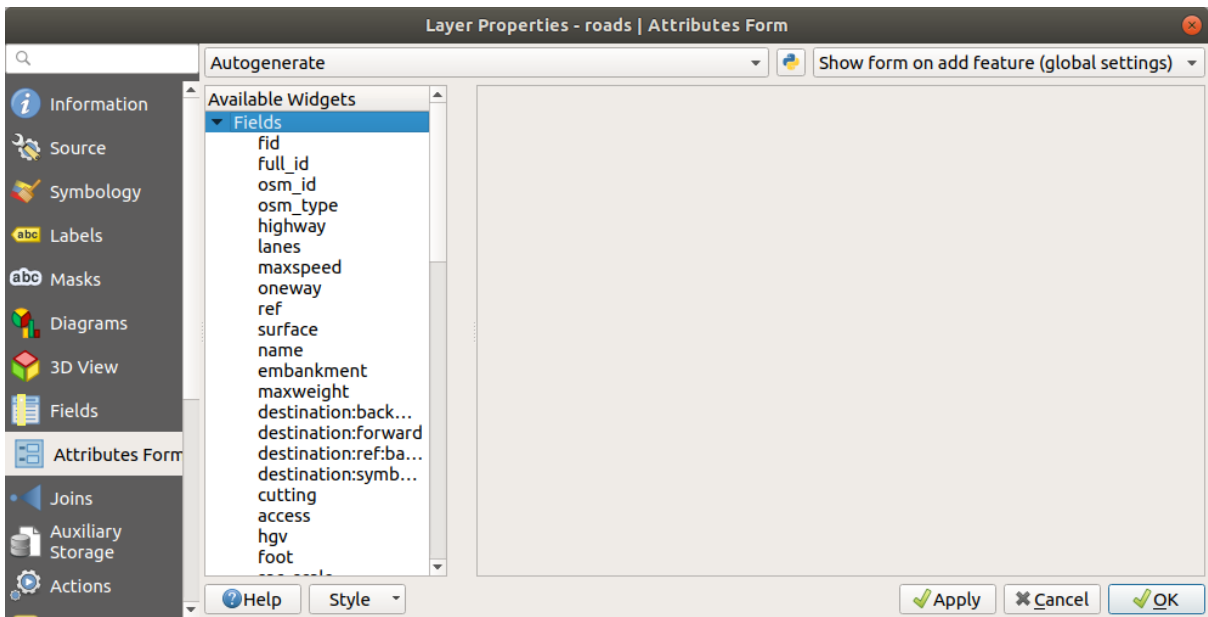 Layer Properties - roads | Attributes Form
Autogenerate
Show form on add feature (global settings)
Information
Source
Symbology
abc Labels
abc Masks
Diagrams
3D View
Fields
Attributes Form
Joins
Auxiliary
Storage
Actions
Available Widgets
Fields
fid
full_id
osm_id
osm_type
highway
lanes
maxspeed
oneway
ref
surface
name
embankment
maxweight
destination:back...
destination:forward
destination:ref:ba...
destination:symb...
cutting
access
hgv
foot
Help
Style
Apply
Cancel
OK